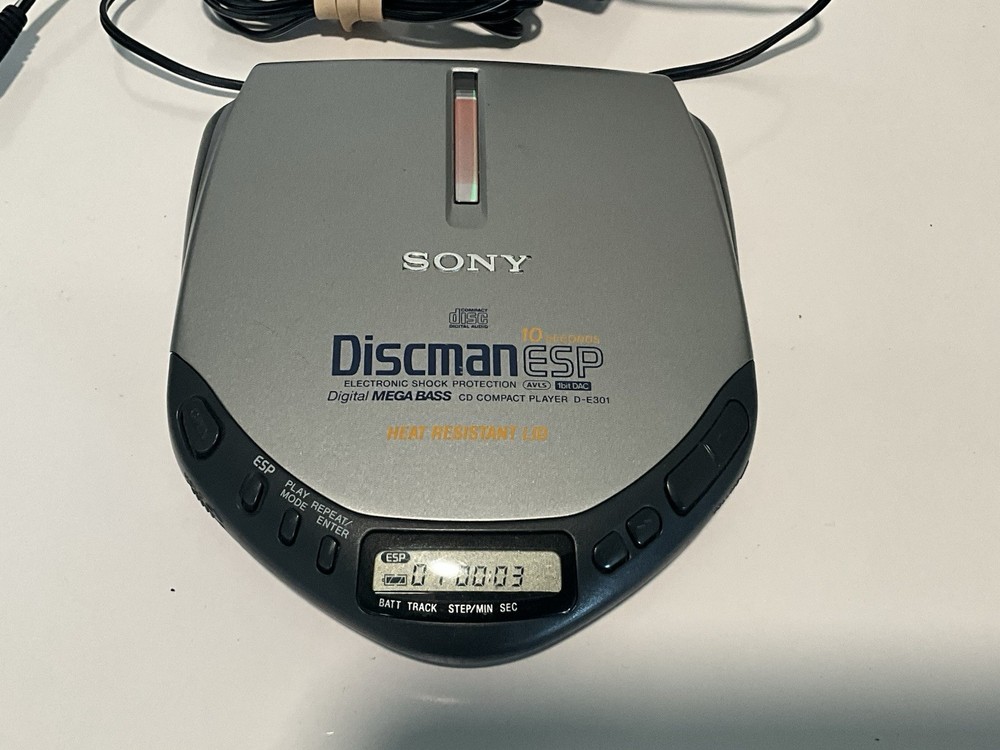 SONY
COMPACT
disc
DIGITAL AUDIO
10 seconds
Discman ESP
ELECTRONIC SHOCK PROTECTION AVLS 1bit DAC
Digital MEGA BASS CD COMPACT PLAYER D-E301
HEAT RESISTANT LID
ESP
PLAY
MODE
REPEAT/
ENTER
ESP
01 00:03
BATT TRACK STEP/MIN SEC